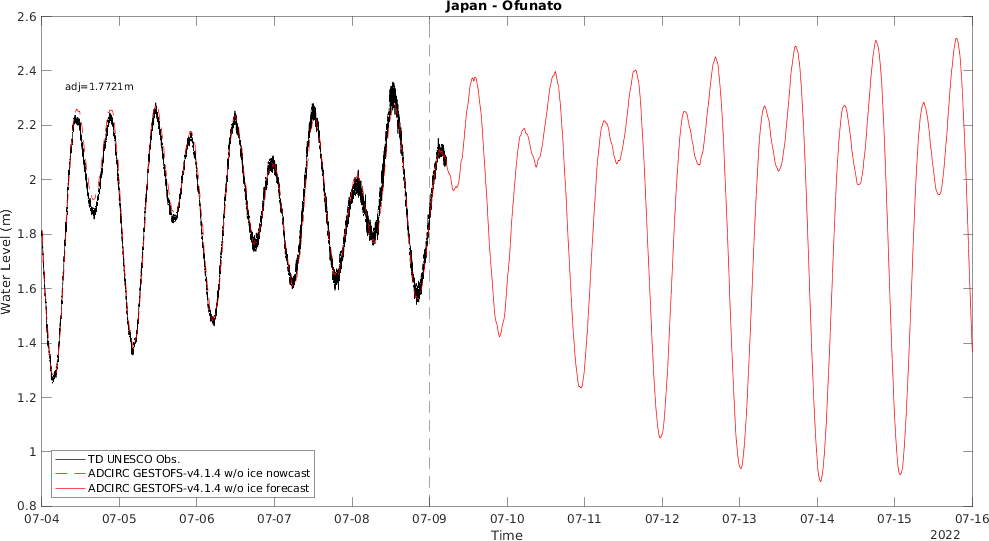 Japan - Ofunato
2.6
2.4
2.2
2
1.8
1.6
1.4
1.2
1
0.8
Water Level (m)
adj=1.7721m
TD UNESCO Obs.
ADCIRC GESTOFS-v4.1.4 w/o ice nowcast
ADCIRC GESTOFS-v4.1.4 w/o ice forecast
07-04 07-05 07-06 07-07 07-08 07-09 07-10 07-11 07-12 07-13 07-14 07-15 07-16
Time
2022